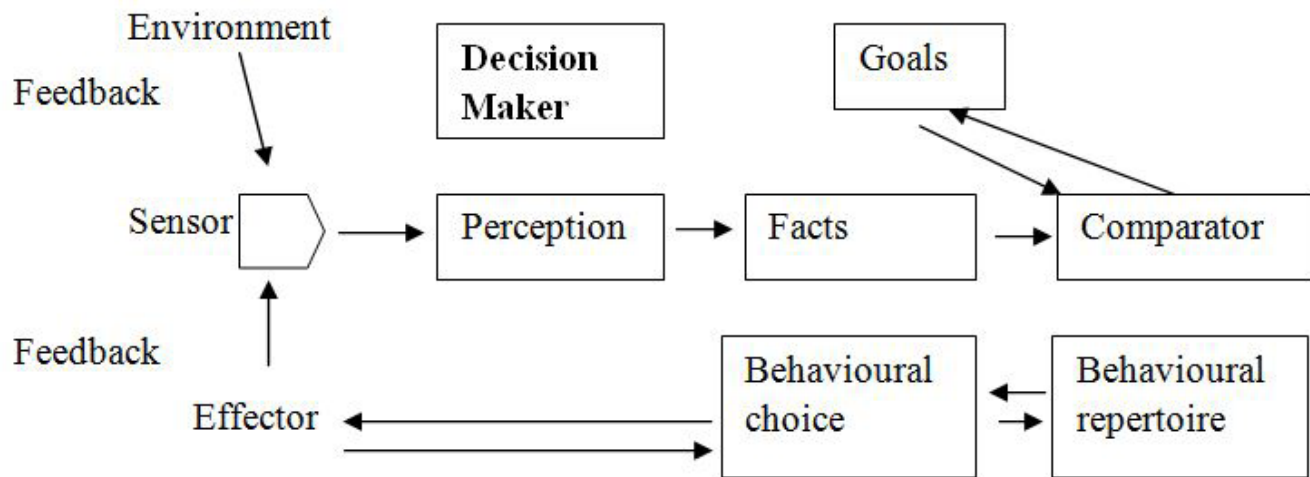 Environment
Feedback
Decision
Maker
Goals
Sensor
Perception
Facts
Comparator
Feedback
Effector
Behavioural
choice
Behavioural
repertoire